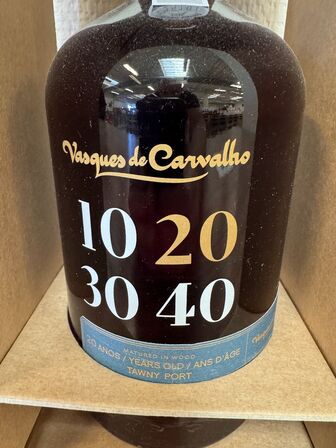 Vasques de Carvalho
10 20
30 40
MATURED IN WOOD
20 ANOS / YEARS OLD / ANS D'ÂGE
TAWNY PORT